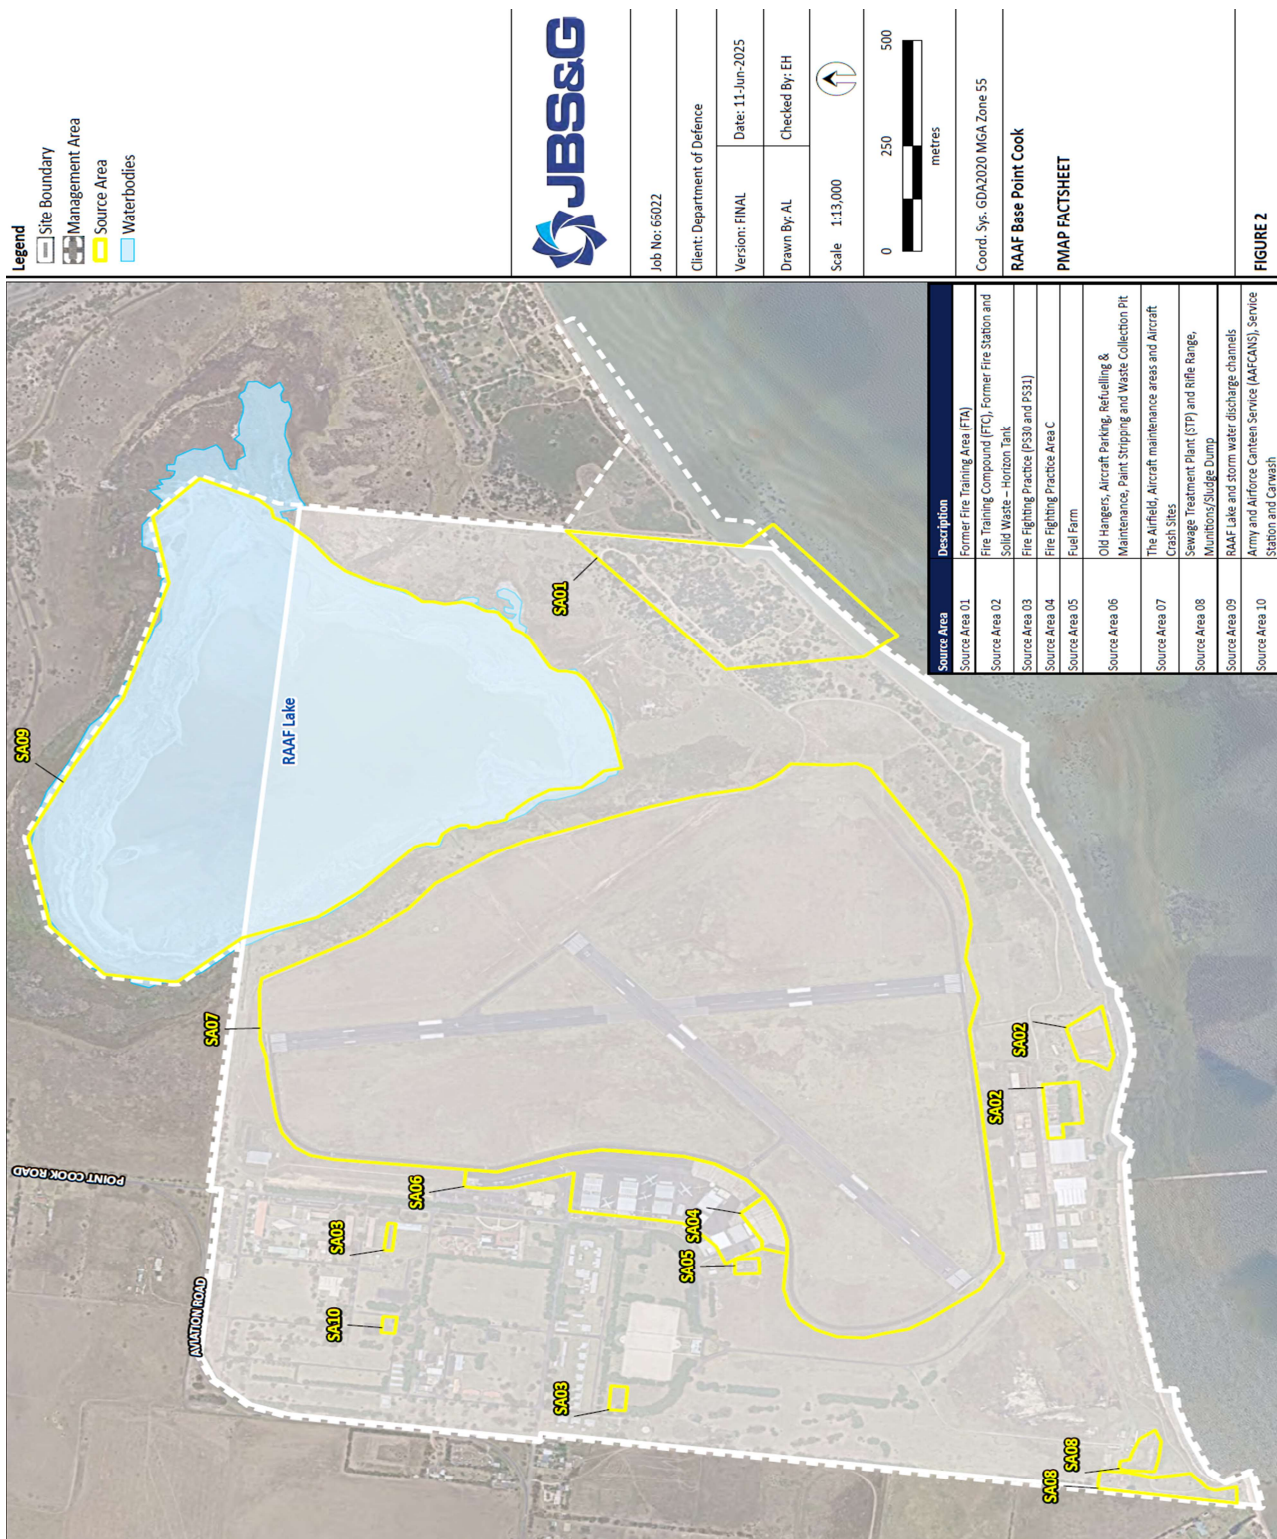 SA09
RAAF Lake
SA01
SA07
POINT COOK ROAD
AVIATION ROAD
SA06
SA03
SA10
SA04
SA05
SA03
SA02
SA02
SA08
SA08
Source Area Description
Source Area 01 Former Fire Training Area (FTA)
Source Area 02 Fire Training Compound (FTC), Former Fire Station and
Solid Waste – Horizon Tank
Source Area 03 Fire Fighting Practice (PS30 and PS31)
Source Area 04 Fire Fighting Practice Area C
Source Area 05 Fuel Farm
Source Area 06 Old Hangers, Aircraft Parking, Refuelling &
Maintenance, Paint Stripping and Waste Collection Pit
Source Area 07 The Airfield, Aircraft maintenance areas and Aircraft
Crash Sites
Source Area 08 Sewage Treatment Plant (STP) and Rifle Range,
Munitions/Sludge Dump
Source Area 09 RAAF Lake and storm water discharge channels
Source Area 10 Army and Airforce Canteen Service (AAFCANS), Service
Station and Carwash
Legend
Site Boundary
Management Area
Source Area
Waterbodies
JBS&G
Job No: 66022
Client: Department of Defence
Version: FINAL Date: 11-Jun-2025
Drawn By: AL Checked By: EH
Scale 1:13,000
0 250 500
metres
Coord. Sys. GDA2020 MGA Zone 55
RAAF Base Point Cook
PMAP FACTSHEET
FIGURE 2